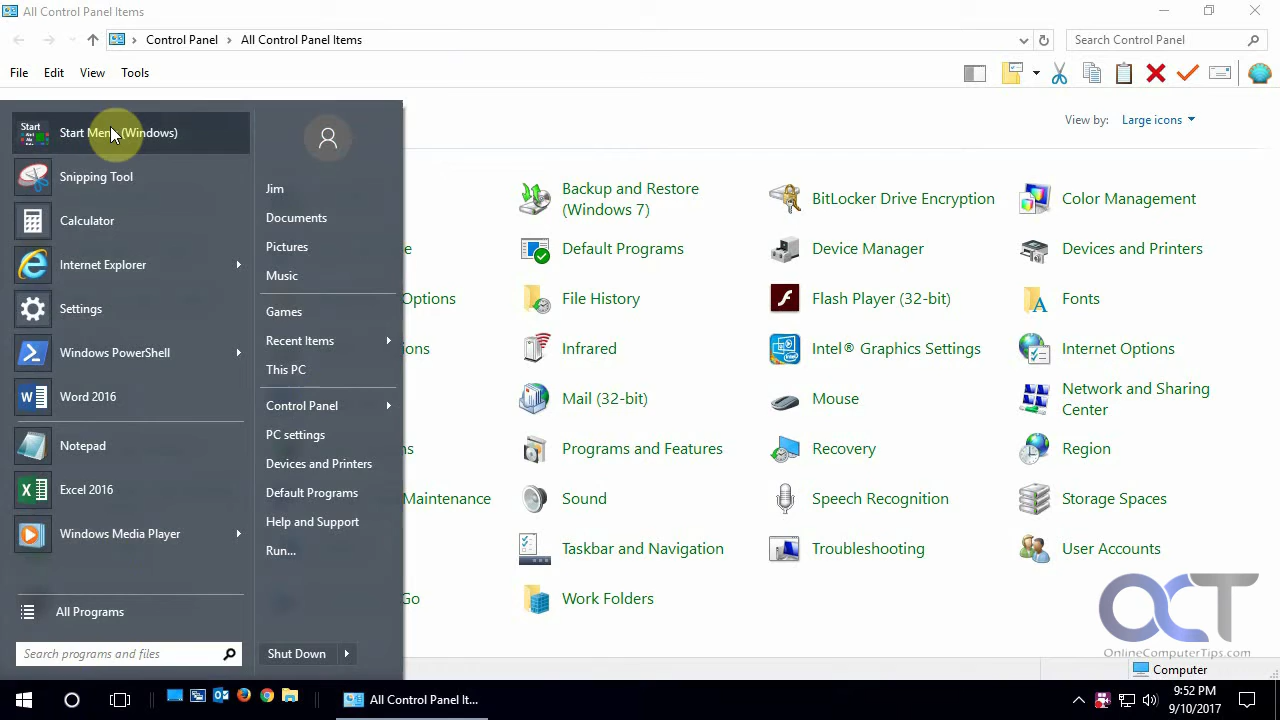 All Control Panel Items
Control Panel
All Control Panel Items
Search Control Panel
File
Edit
View
Tools
View by:
Large icons
Start
Start Menu (Windows)
Snipping Tool
Calculator
Internet Explorer
Settings
Windows PowerShell
Word 2016
Notepad
Excel 2016
Windows Media Player
All Programs
Search programs and files
Jim
Documents
Pictures
Music
Games
Recent Items
This PC
Control Panel
PC settings
Devices and Printers
Default Programs
Help and Support
Run...
Shut Down
Options
Maintenance
Go
Backup and Restore
(Windows 7)
BitLocker Drive Encryption
Color Management
Default Programs
Device Manager
Devices and Printers
File History
Flash Player (32-bit)
Fonts
Infrared
Intel® Graphics Settings
Internet Options
Mail (32-bit)
Mouse
Network and Sharing
Center
Programs and Features
Recovery
Region
Sound
Speech Recognition
Storage Spaces
Taskbar and Navigation
Troubleshooting
User Accounts
Work Folders
OCT
OnlineComputerTips.com
Computer
All Control Panel It...
9:52 PM
9/10/2017